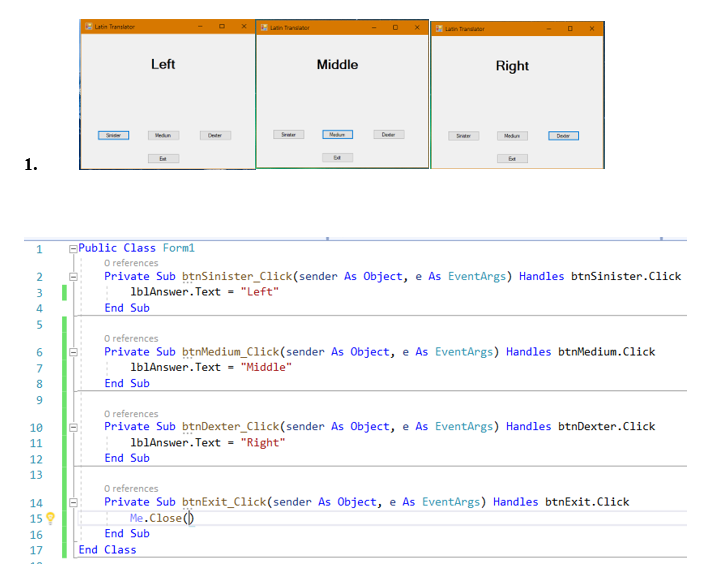 Latin Translator
Latin Translator
Latin Translator
Left
Middle
Right
Sinister Medium Dexter
Sinister Medium Dexter
Sinister Medium Dexter
Exit
Exit
Exit
1.
1 Public Class Form1
0 references
2 Private Sub btnSinister_Click(sender As Object, e As EventArgs) Handles btnSinister.Click
3 lblAnswer.Text = "Left"
4 End Sub
5
0 references
6 Private Sub btnMedium_Click(sender As Object, e As EventArgs) Handles btnMedium.Click
7 lblAnswer.Text = "Middle"
8 End Sub
9
0 references
10 Private Sub btnDexter_Click(sender As Object, e As EventArgs) Handles btnDexter.Click
11 lblAnswer.Text = "Right"
12 End Sub
13
0 references
14 Private Sub btnExit_Click(sender As Object, e As EventArgs) Handles btnExit.Click
15 Me.Close()
16 End Sub
17 End Class